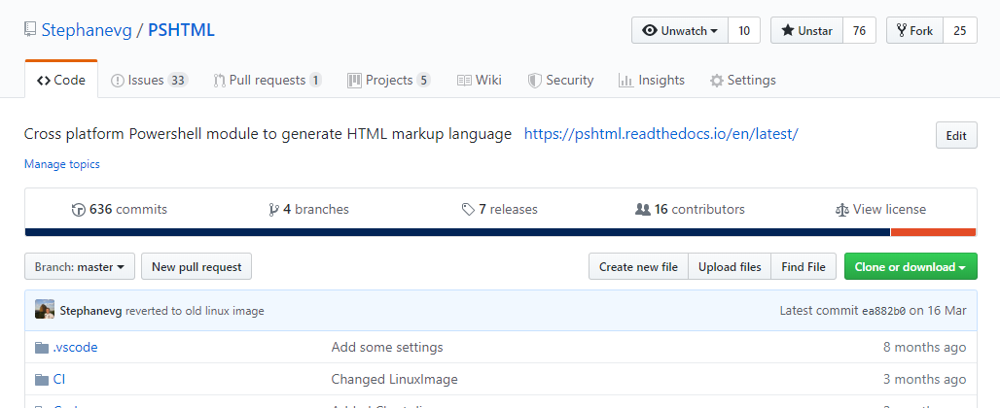 Stephanevg / PSHTML Unwatch 10 Unstar 76 Fork 25
Code Issues 33 Pull requests 1 Projects 5 Wiki Security Insights Settings
Cross platform Powershell module to generate HTML markup language https://pshtml.readthedocs.io/en/latest/ Edit
Manage topics
636 commits 4 branches 7 releases 16 contributors View license
Branch: master New pull request Create new file Upload files Find File Clone or download
Stephanevg reverted to old linux image Latest commit ea882b0 on 16 Mar
.vscode Add some settings 8 months ago
CI Changed LinuxImage 3 months ago